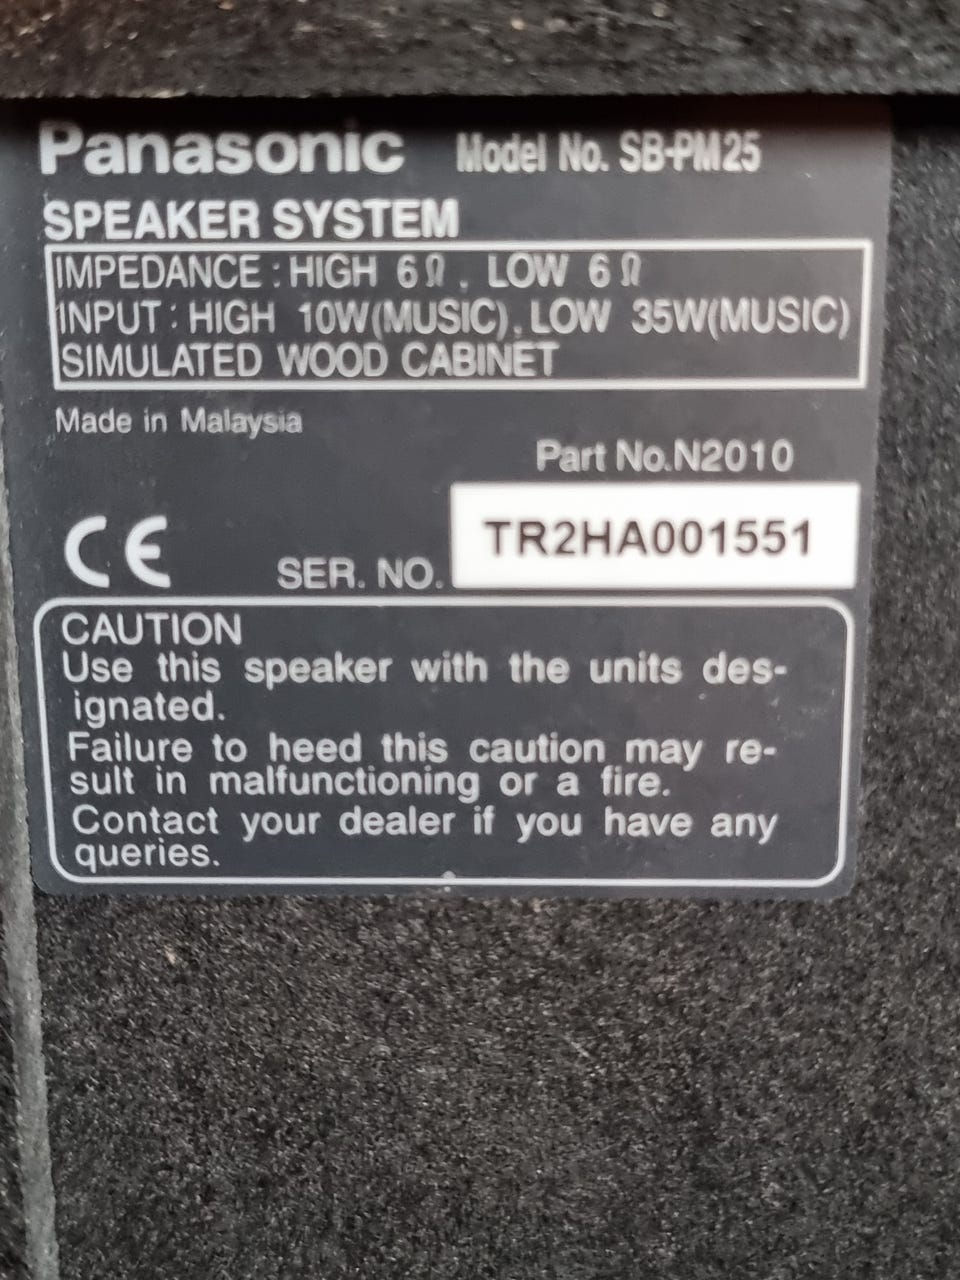 Panasonic Model No. SB-PM25
SPEAKER SYSTEM
IMPEDANCE : HIGH 6Ω, LOW 6Ω
INPUT : HIGH 10W(MUSIC), LOW 35W(MUSIC)
SIMULATED WOOD CABINET
Made in Malaysia
Part No.N2010
CE
SER. NO. TR2HA001551
CAUTION
Use this speaker with the units des-
ignated.
Failure to heed this caution may re-
sult in malfunctioning or a fire.
Contact your dealer if you have any
queries.